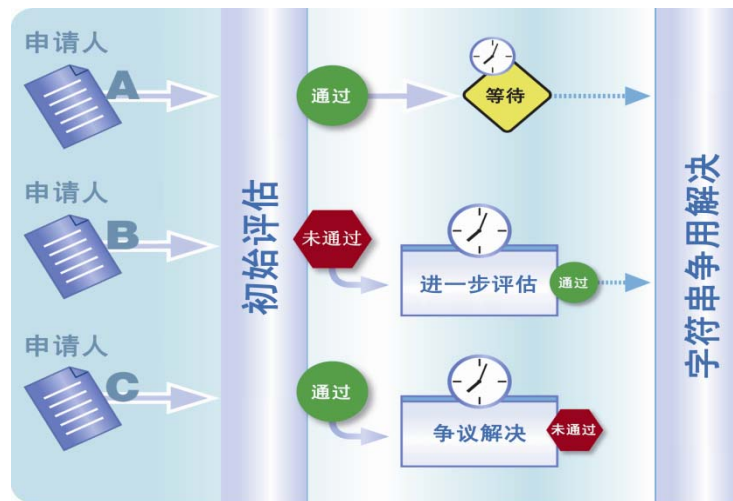 申请人
A
通过
等待
申请人
B
未通过
进一步评估
通过
申请人
C
通过
争议解决
未通过
初始评估
字符串争用解决